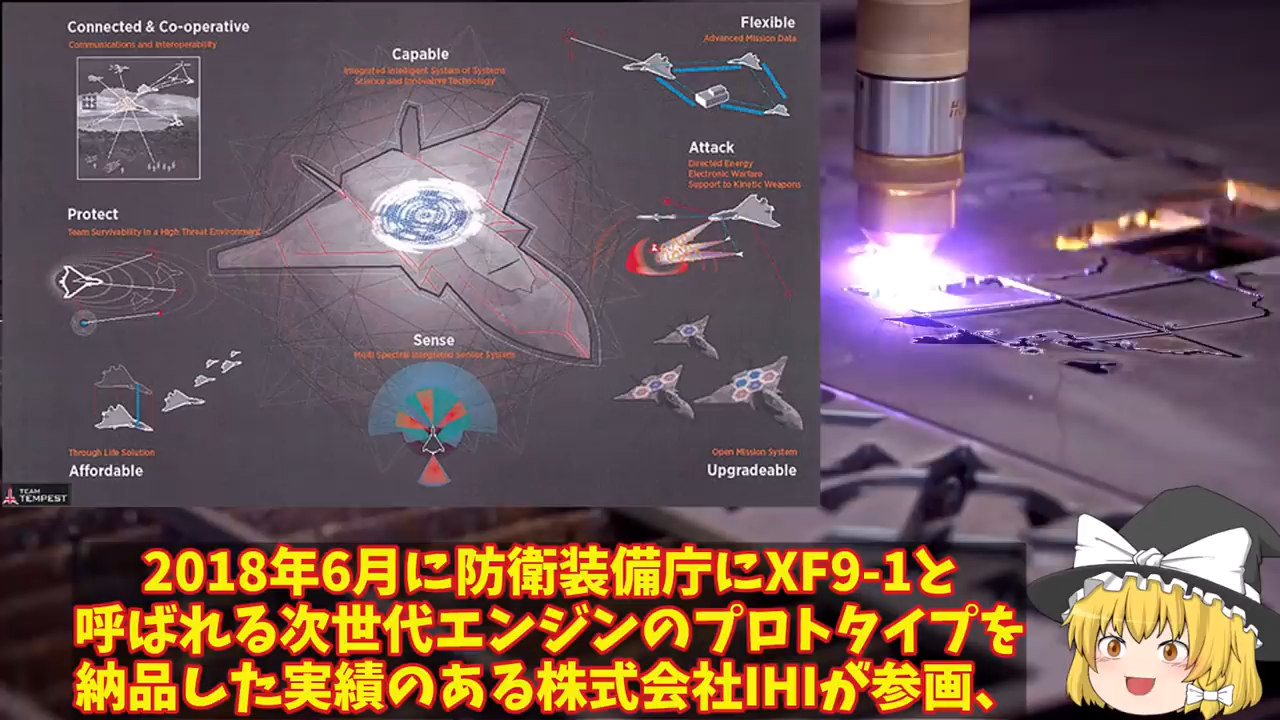 Connected & Co-operative
Communications and Interoperability
Capable
Integrated Intelligent System of Systems
Science and Innovative Technology
Flexible
Advanced Mission Data
Attack
Directed Energy
Electronic Warfare
Support to Kinetic Weapons
Protect
Team Survivability in a High Threat Environment
Sense
Multi Spectral Integrated Sensor System
Through Life Solution
Affordable
Open Mission System
Upgradeable
TEAM
TEMPEST
2018年6月に防衛装備庁にXF9-1と
呼ばれる次世代エンジンのプロトタイプを
納品した実績のある株式会社IHIが参画、